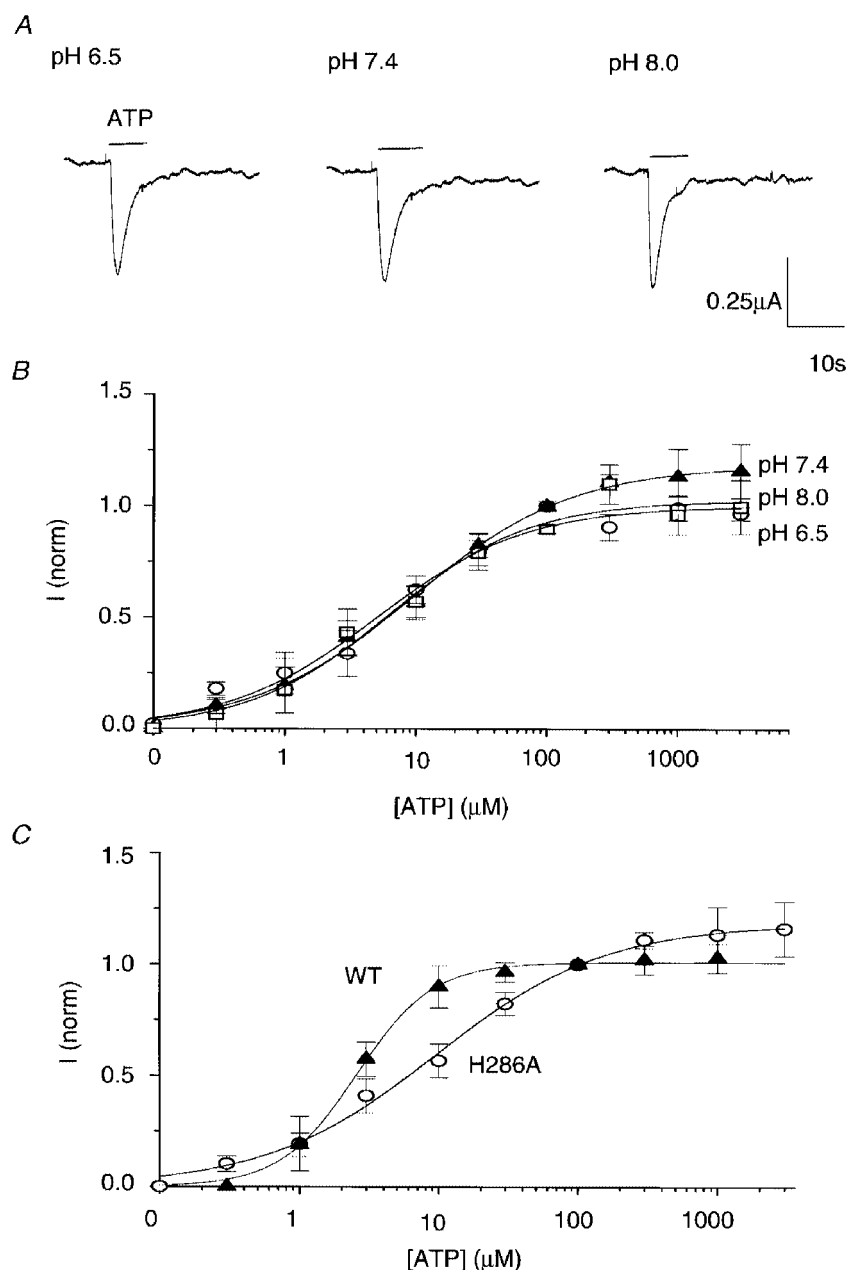 A
pH 6.5 pH 7.4 pH 8.0
ATP
0.25µA
10s
B
1.5
1.0
0.5
0.0
I (norm)
pH 7.4
pH 8.0
pH 6.5
0 1 10 100 1000
[ATP] (µM)
C
1.5
1.0
0.5
0.0
I (norm)
WT
H286A
0 1 10 100 1000
[ATP] (µM)